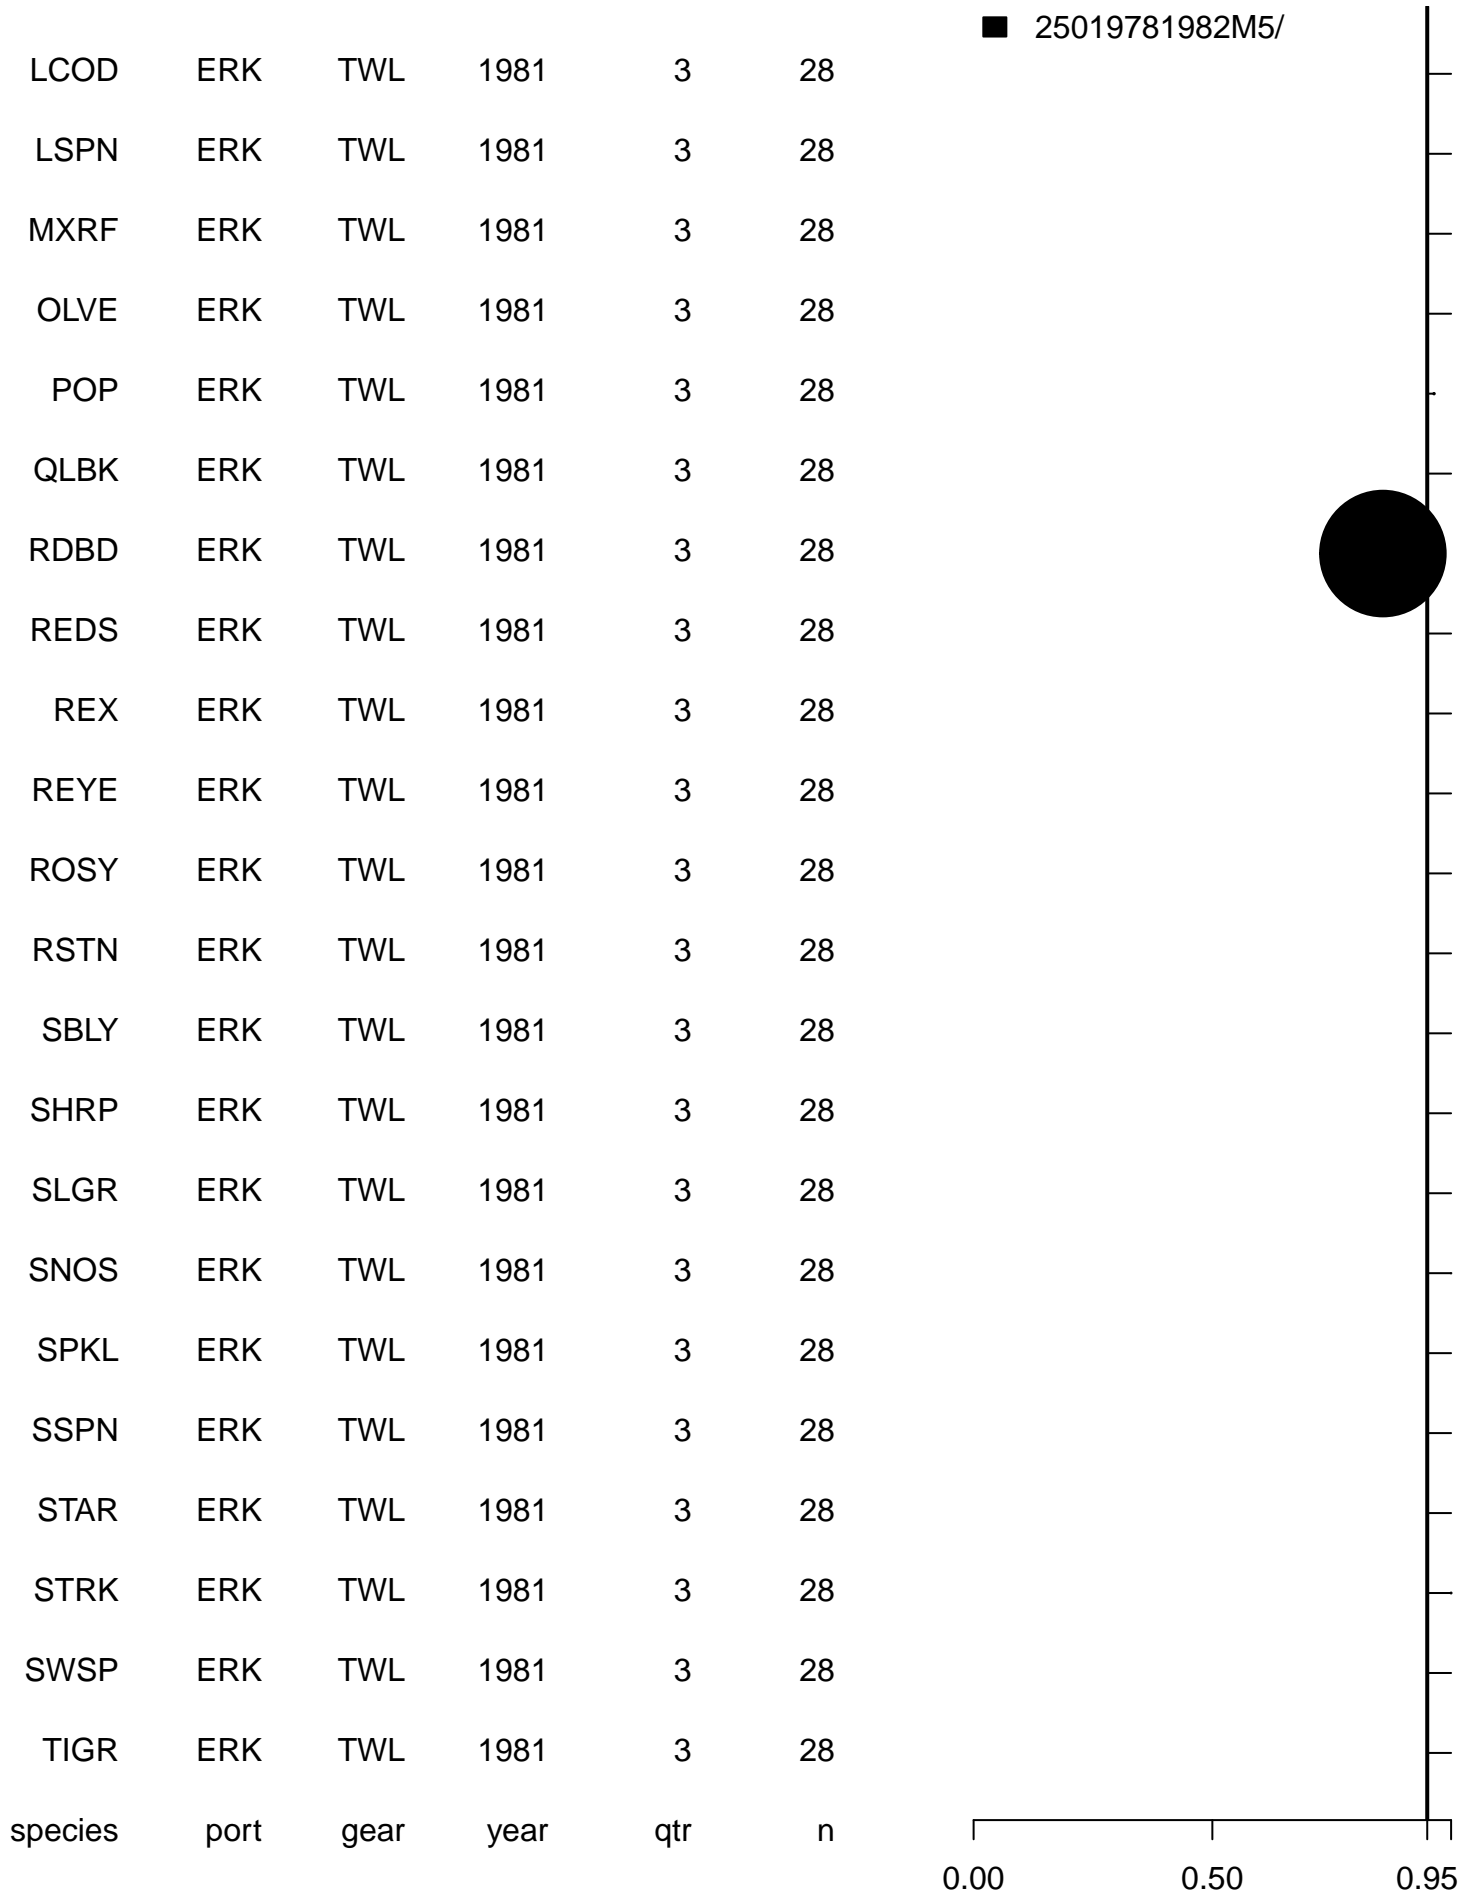 25019781982M5/
LCOD ERK TWL 1981 3 28
LSPN ERK TWL 1981 3 28
MXRF ERK TWL 1981 3 28
OLVE ERK TWL 1981 3 28
POP ERK TWL 1981 3 28
QLBK ERK TWL 1981 3 28
RDBD ERK TWL 1981 3 28
REDS ERK TWL 1981 3 28
REX ERK TWL 1981 3 28
REYE ERK TWL 1981 3 28
ROSY ERK TWL 1981 3 28
RSTN ERK TWL 1981 3 28
SBLY ERK TWL 1981 3 28
SHRP ERK TWL 1981 3 28
SLGR ERK TWL 1981 3 28
SNOS ERK TWL 1981 3 28
SPKL ERK TWL 1981 3 28
SSPN ERK TWL 1981 3 28
STAR ERK TWL 1981 3 28
STRK ERK TWL 1981 3 28
SWSP ERK TWL 1981 3 28
TIGR ERK TWL 1981 3 28
species port gear year qtr n
0.00 0.50 0.95